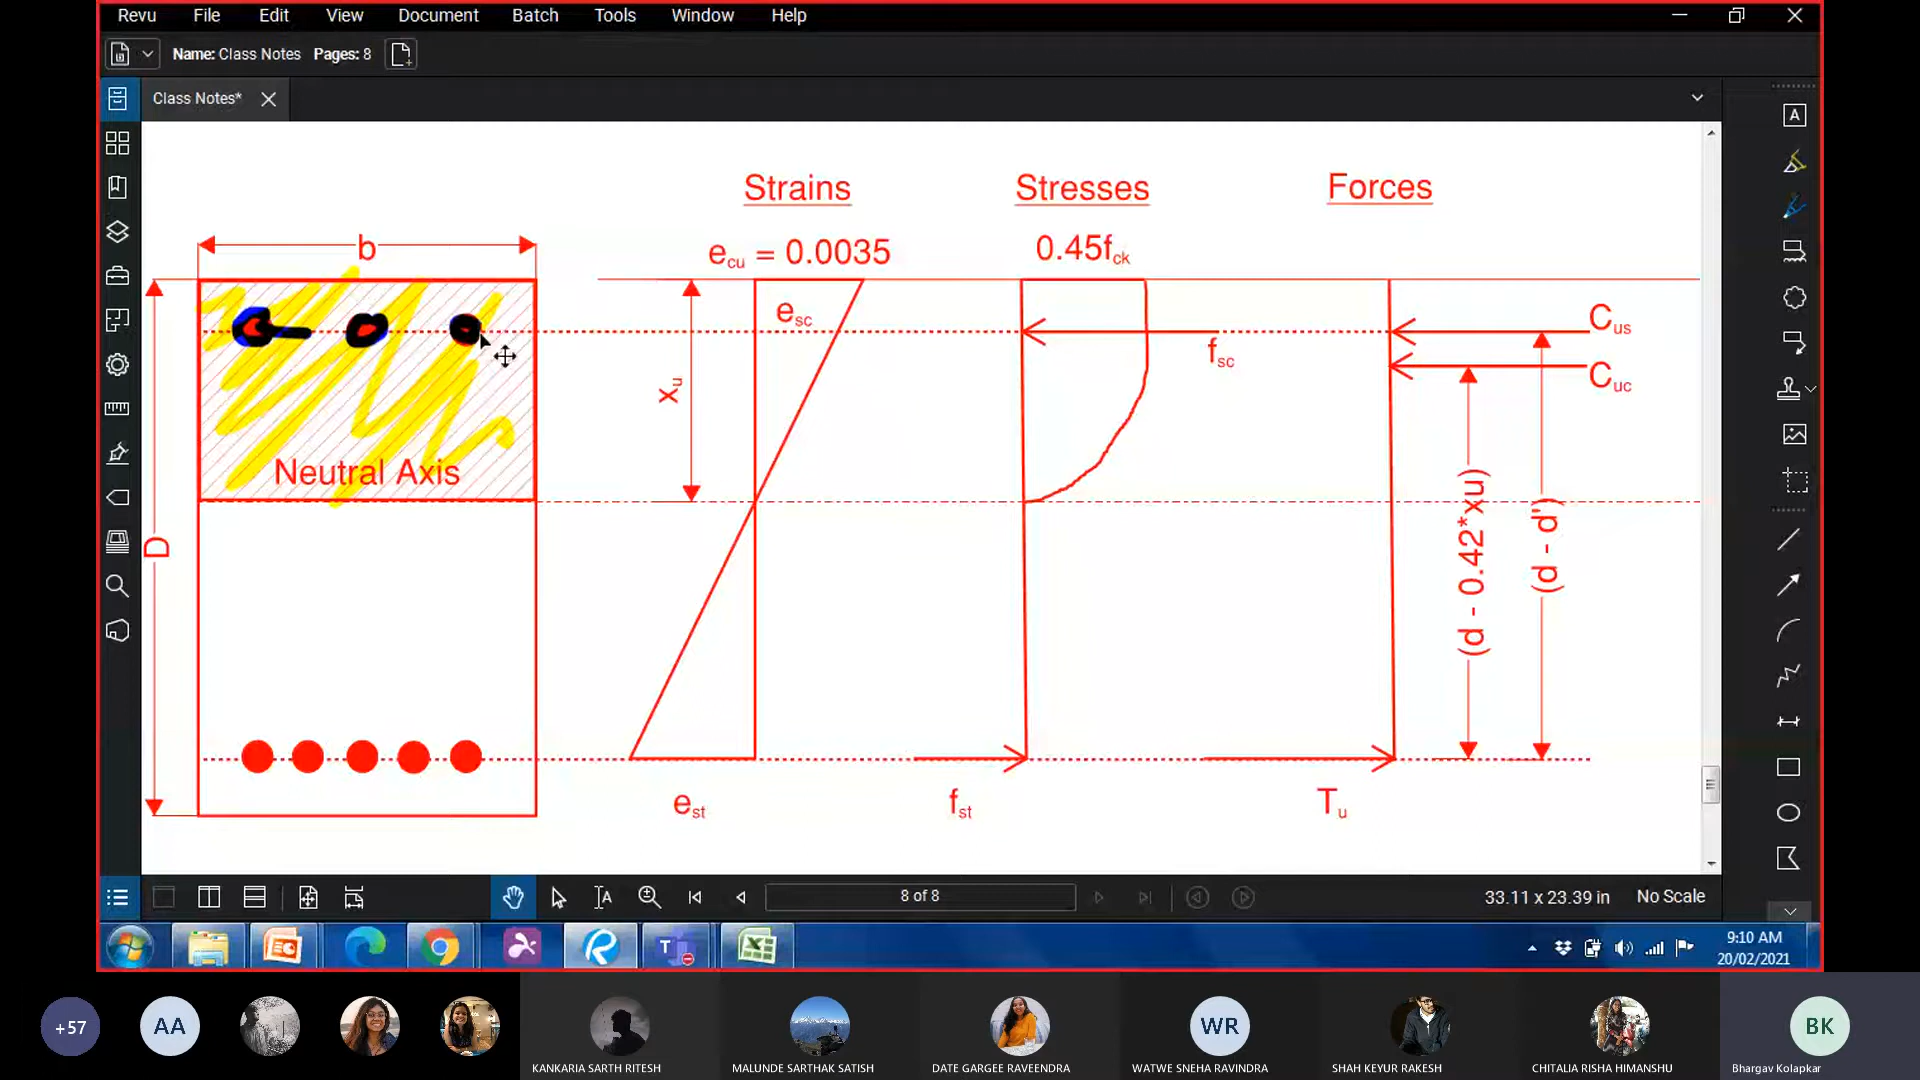 Revu File Edit View Document Batch Tools Window Help
Name: Class Notes Pages: 8
Class Notes*
Strains Stresses Forces
b
ecu = 0.0035
0.45fck
esc
Cus
fsc
Cuc
xu
Neutral Axis
D
(d - 0.42*xu)
(d - d')
est
fst
Tu
8 of 8
33.11 x 23.39 in
No Scale
9:10 AM
20/02/2021
+57
AA
WR
BK
KANKARIA SARTH RITESH
MALUNDE SARTHAK SATISH
DATE GARGEE RAVEENDRA
WATWE SNEHA RAVINDRA
SHAH KEYUR RAKESH
CHITALIA RISHA HIMANSHU
Bhargav Kolapkar